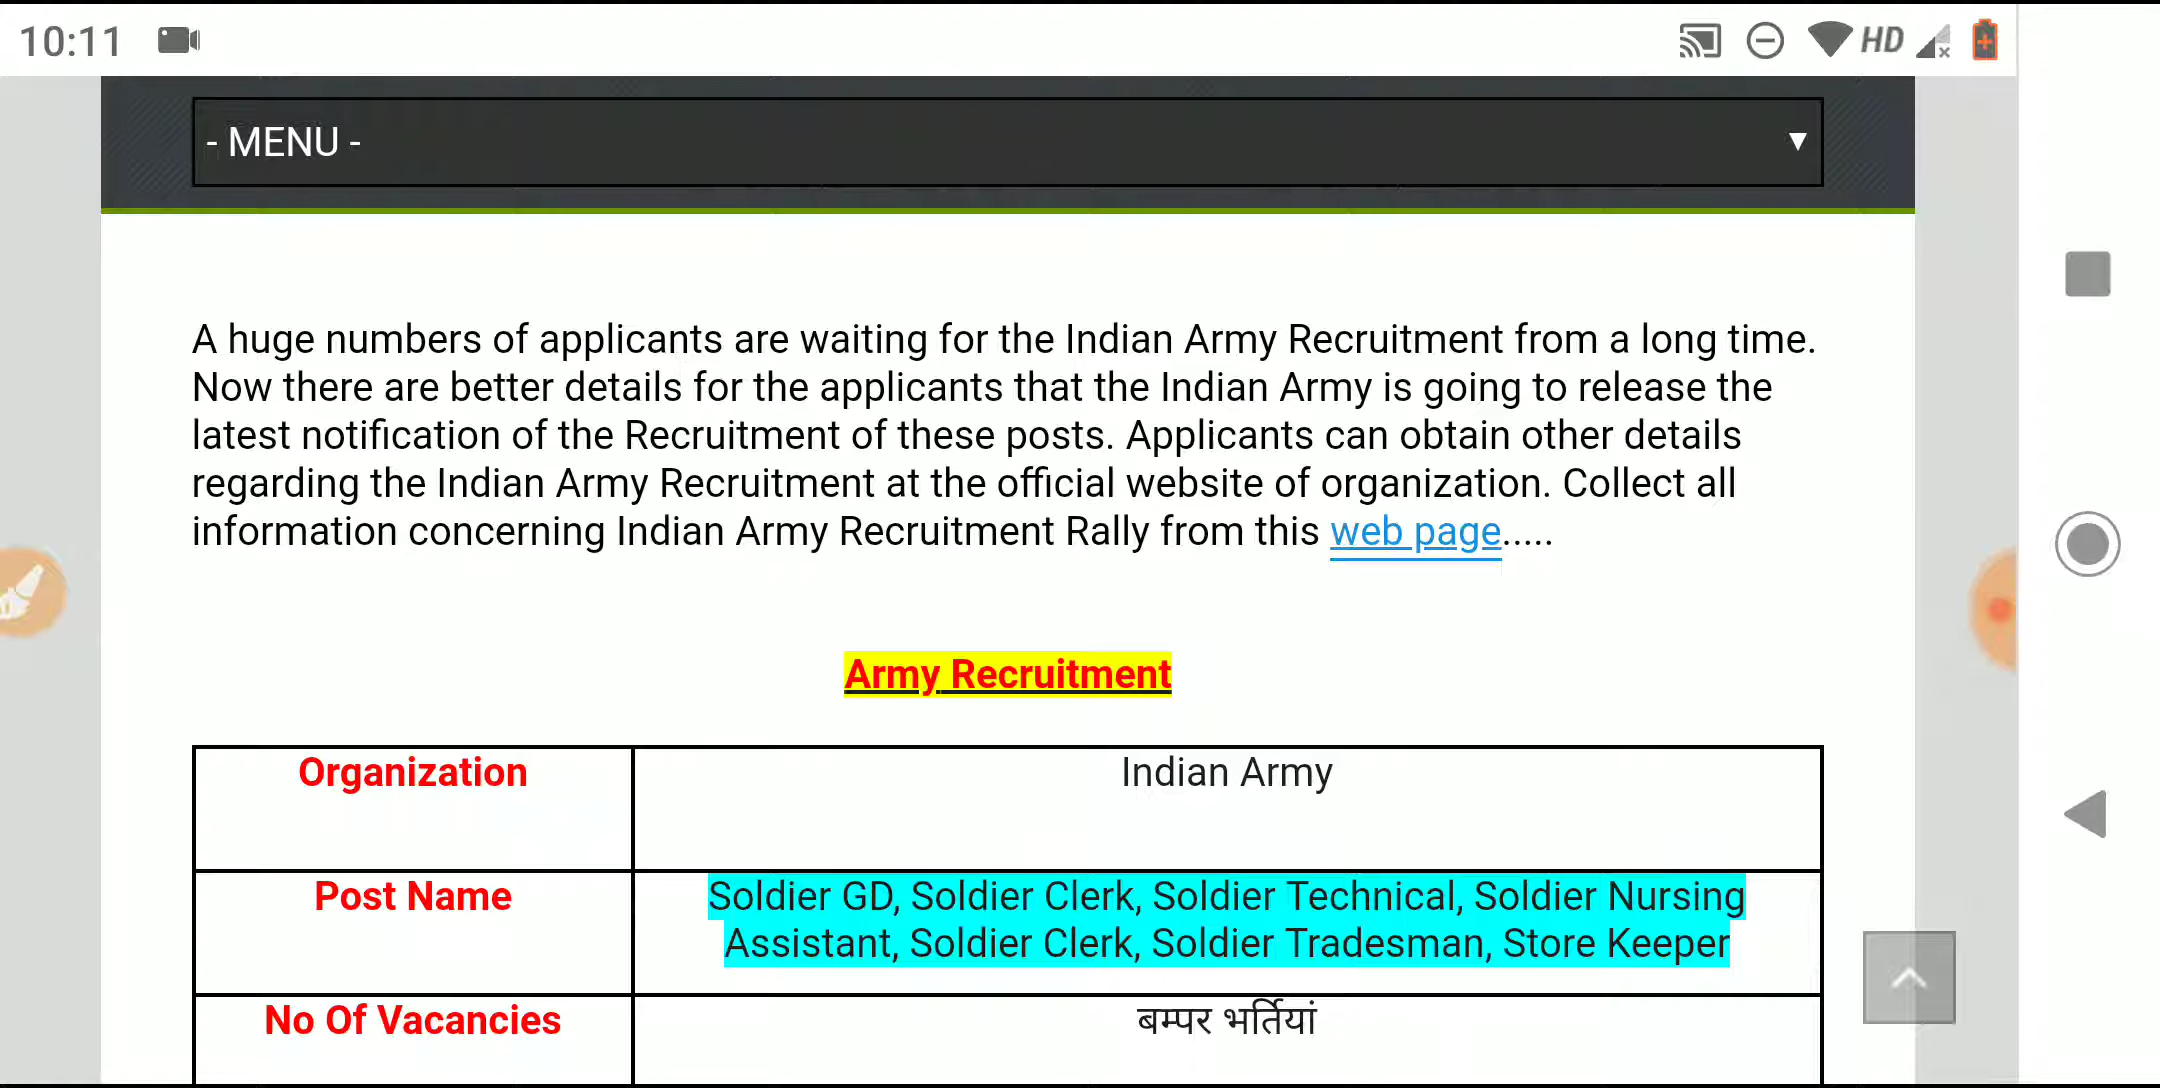 10:11
HD
- MENU -
A huge numbers of applicants are waiting for the Indian Army Recruitment from a long time.
Now there are better details for the applicants that the Indian Army is going to release the
latest notification of the Recruitment of these posts. Applicants can obtain other details
regarding the Indian Army Recruitment at the official website of organization. Collect all
information concerning Indian Army Recruitment Rally from this web page.....
Army Recruitment
Organization
Indian Army
Post Name
Soldier GD, Soldier Clerk, Soldier Technical, Soldier Nursing
Assistant, Soldier Clerk, Soldier Tradesman, Store Keeper
No Of Vacancies
बम्पर भर्तियां